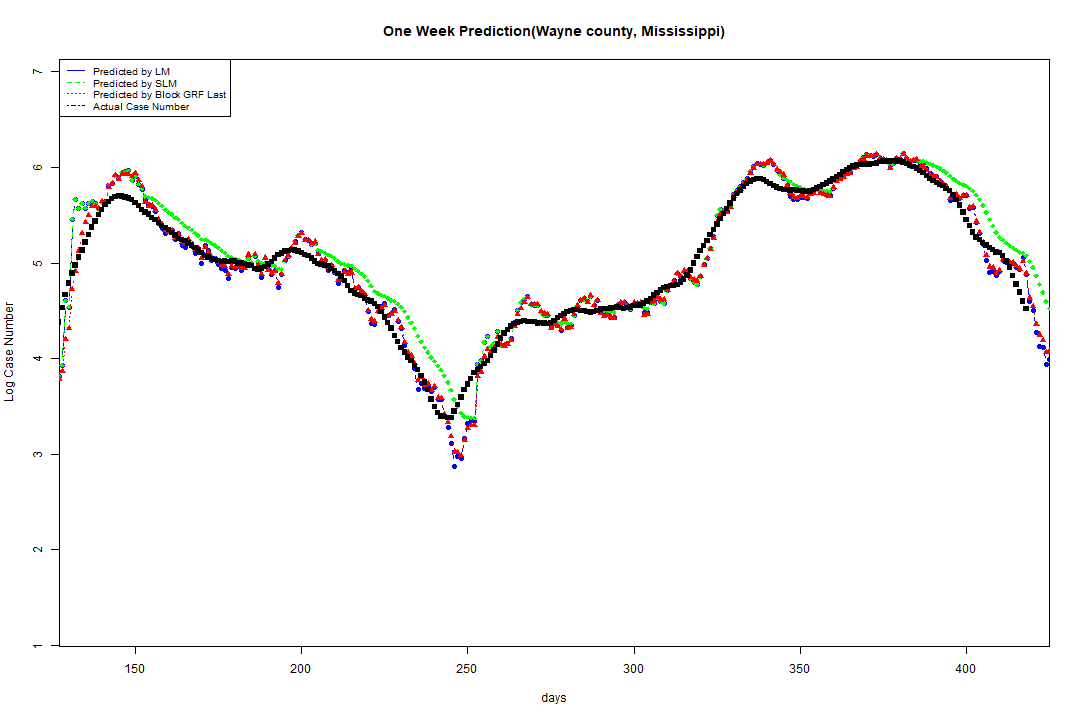 One Week Prediction(Wayne county, Mississippi)
Predicted by LM
Predicted by SLM
Predicted by Block GRF Last
Actual Case Number
7
6
5
4
3
2
1
Log Case Number
150 200 250 300 350 400
days